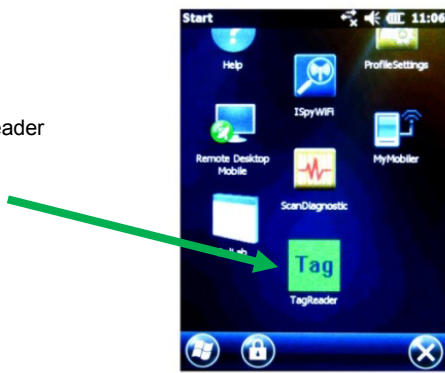 eader
Start 11:06
Help
ISpyWiFi
ProfileSettings
Remote Desktop
Mobile
ScanDiagnostic
MyMobiler
Tag
TagReader